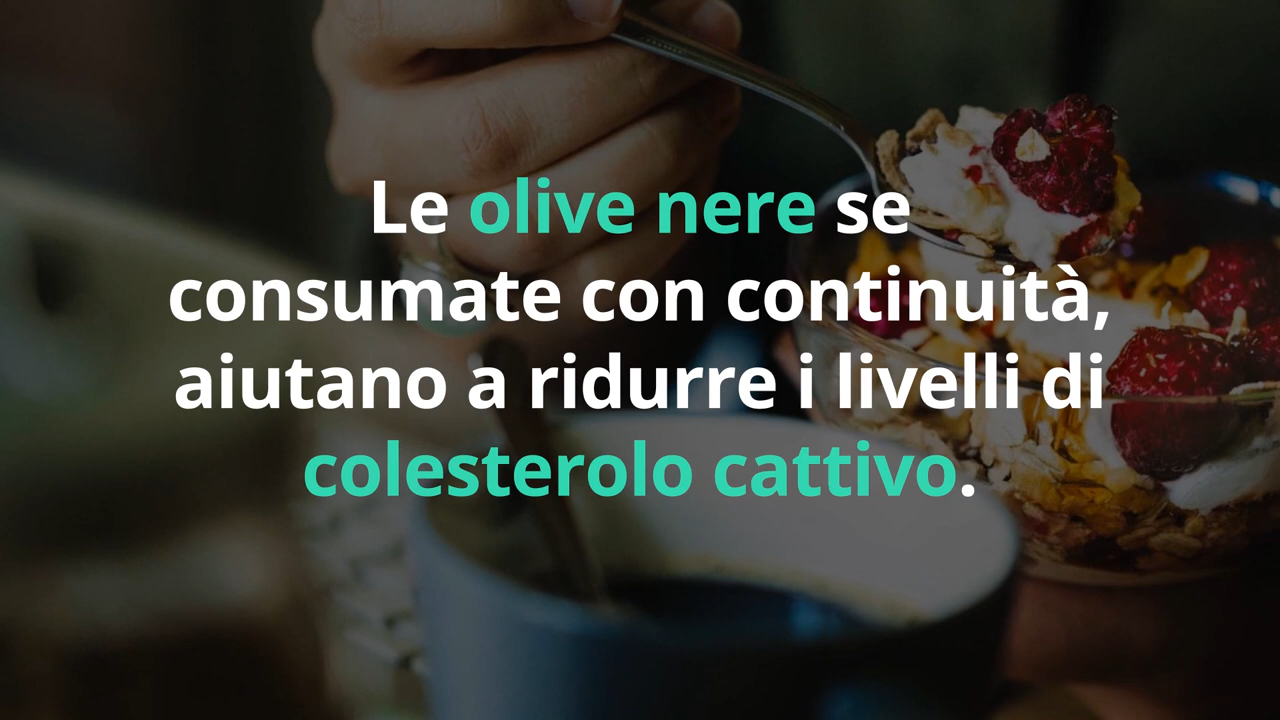 Le olive nere se
consumate con continuità,
aiutano a ridurre i livelli di
colesterolo cattivo.